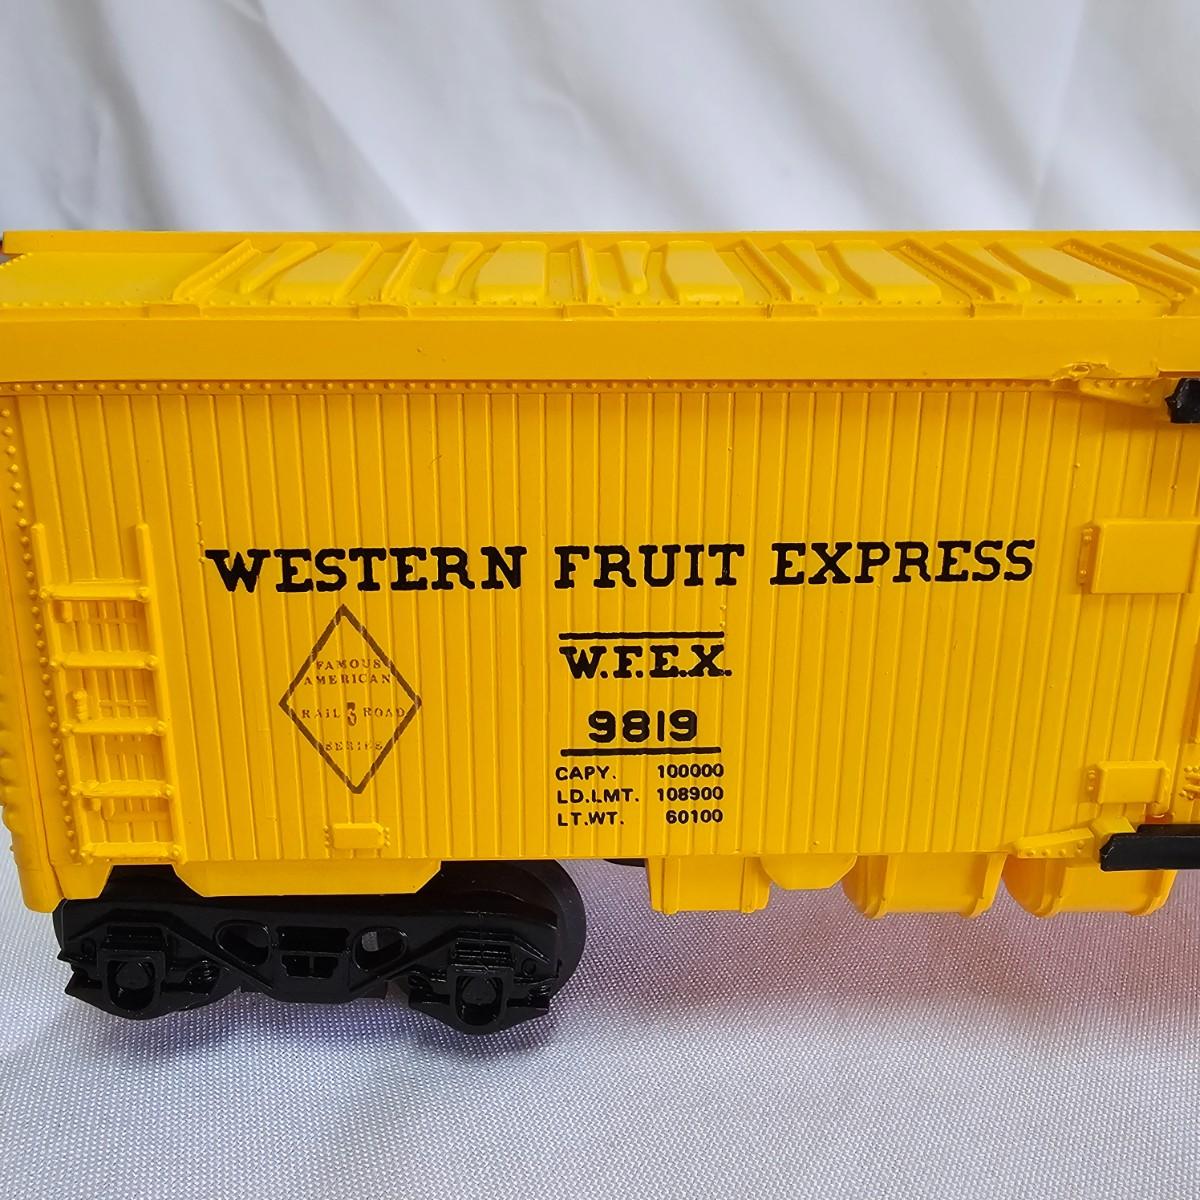 WESTERN FRUIT EXPRESS
FAMOUS
AMERICAN
RAIL 3 ROAD
SERIES
W.F.E.X.
9819
CAPY. 100000
LD.LMT. 108900
LT.WT. 60100